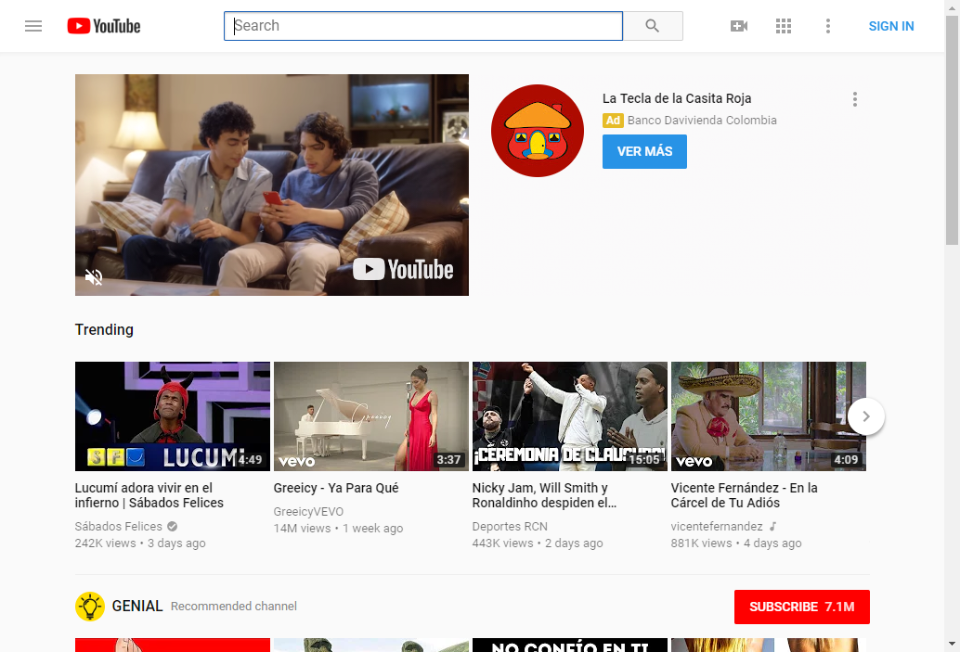 YouTube
Search
SIGN IN
YouTube
La Tecla de la Casita Roja
Ad Banco Davivienda Colombia
VER MÁS
Trending
LUCUMÍ
4:49
Greeicy
vevo
3:37
¡CEREMONIA DE CLAUSURA!
15:05
vevo
4:09
Lucumí adora vivir en el
infierno | Sábados Felices
Sábados Felices
242K views • 3 days ago
Greeicy - Ya Para Qué
GreeicyVEVO
14M views • 1 week ago
Nicky Jam, Will Smith y
Ronaldinho despiden el...
Deportes RCN
443K views • 2 days ago
Vicente Fernández - En la
Cárcel de Tu Adiós
vicentefernandez
881K views • 4 days ago
GENIAL Recommended channel
SUBSCRIBE 7.1M
NO CONFÍO EN TI